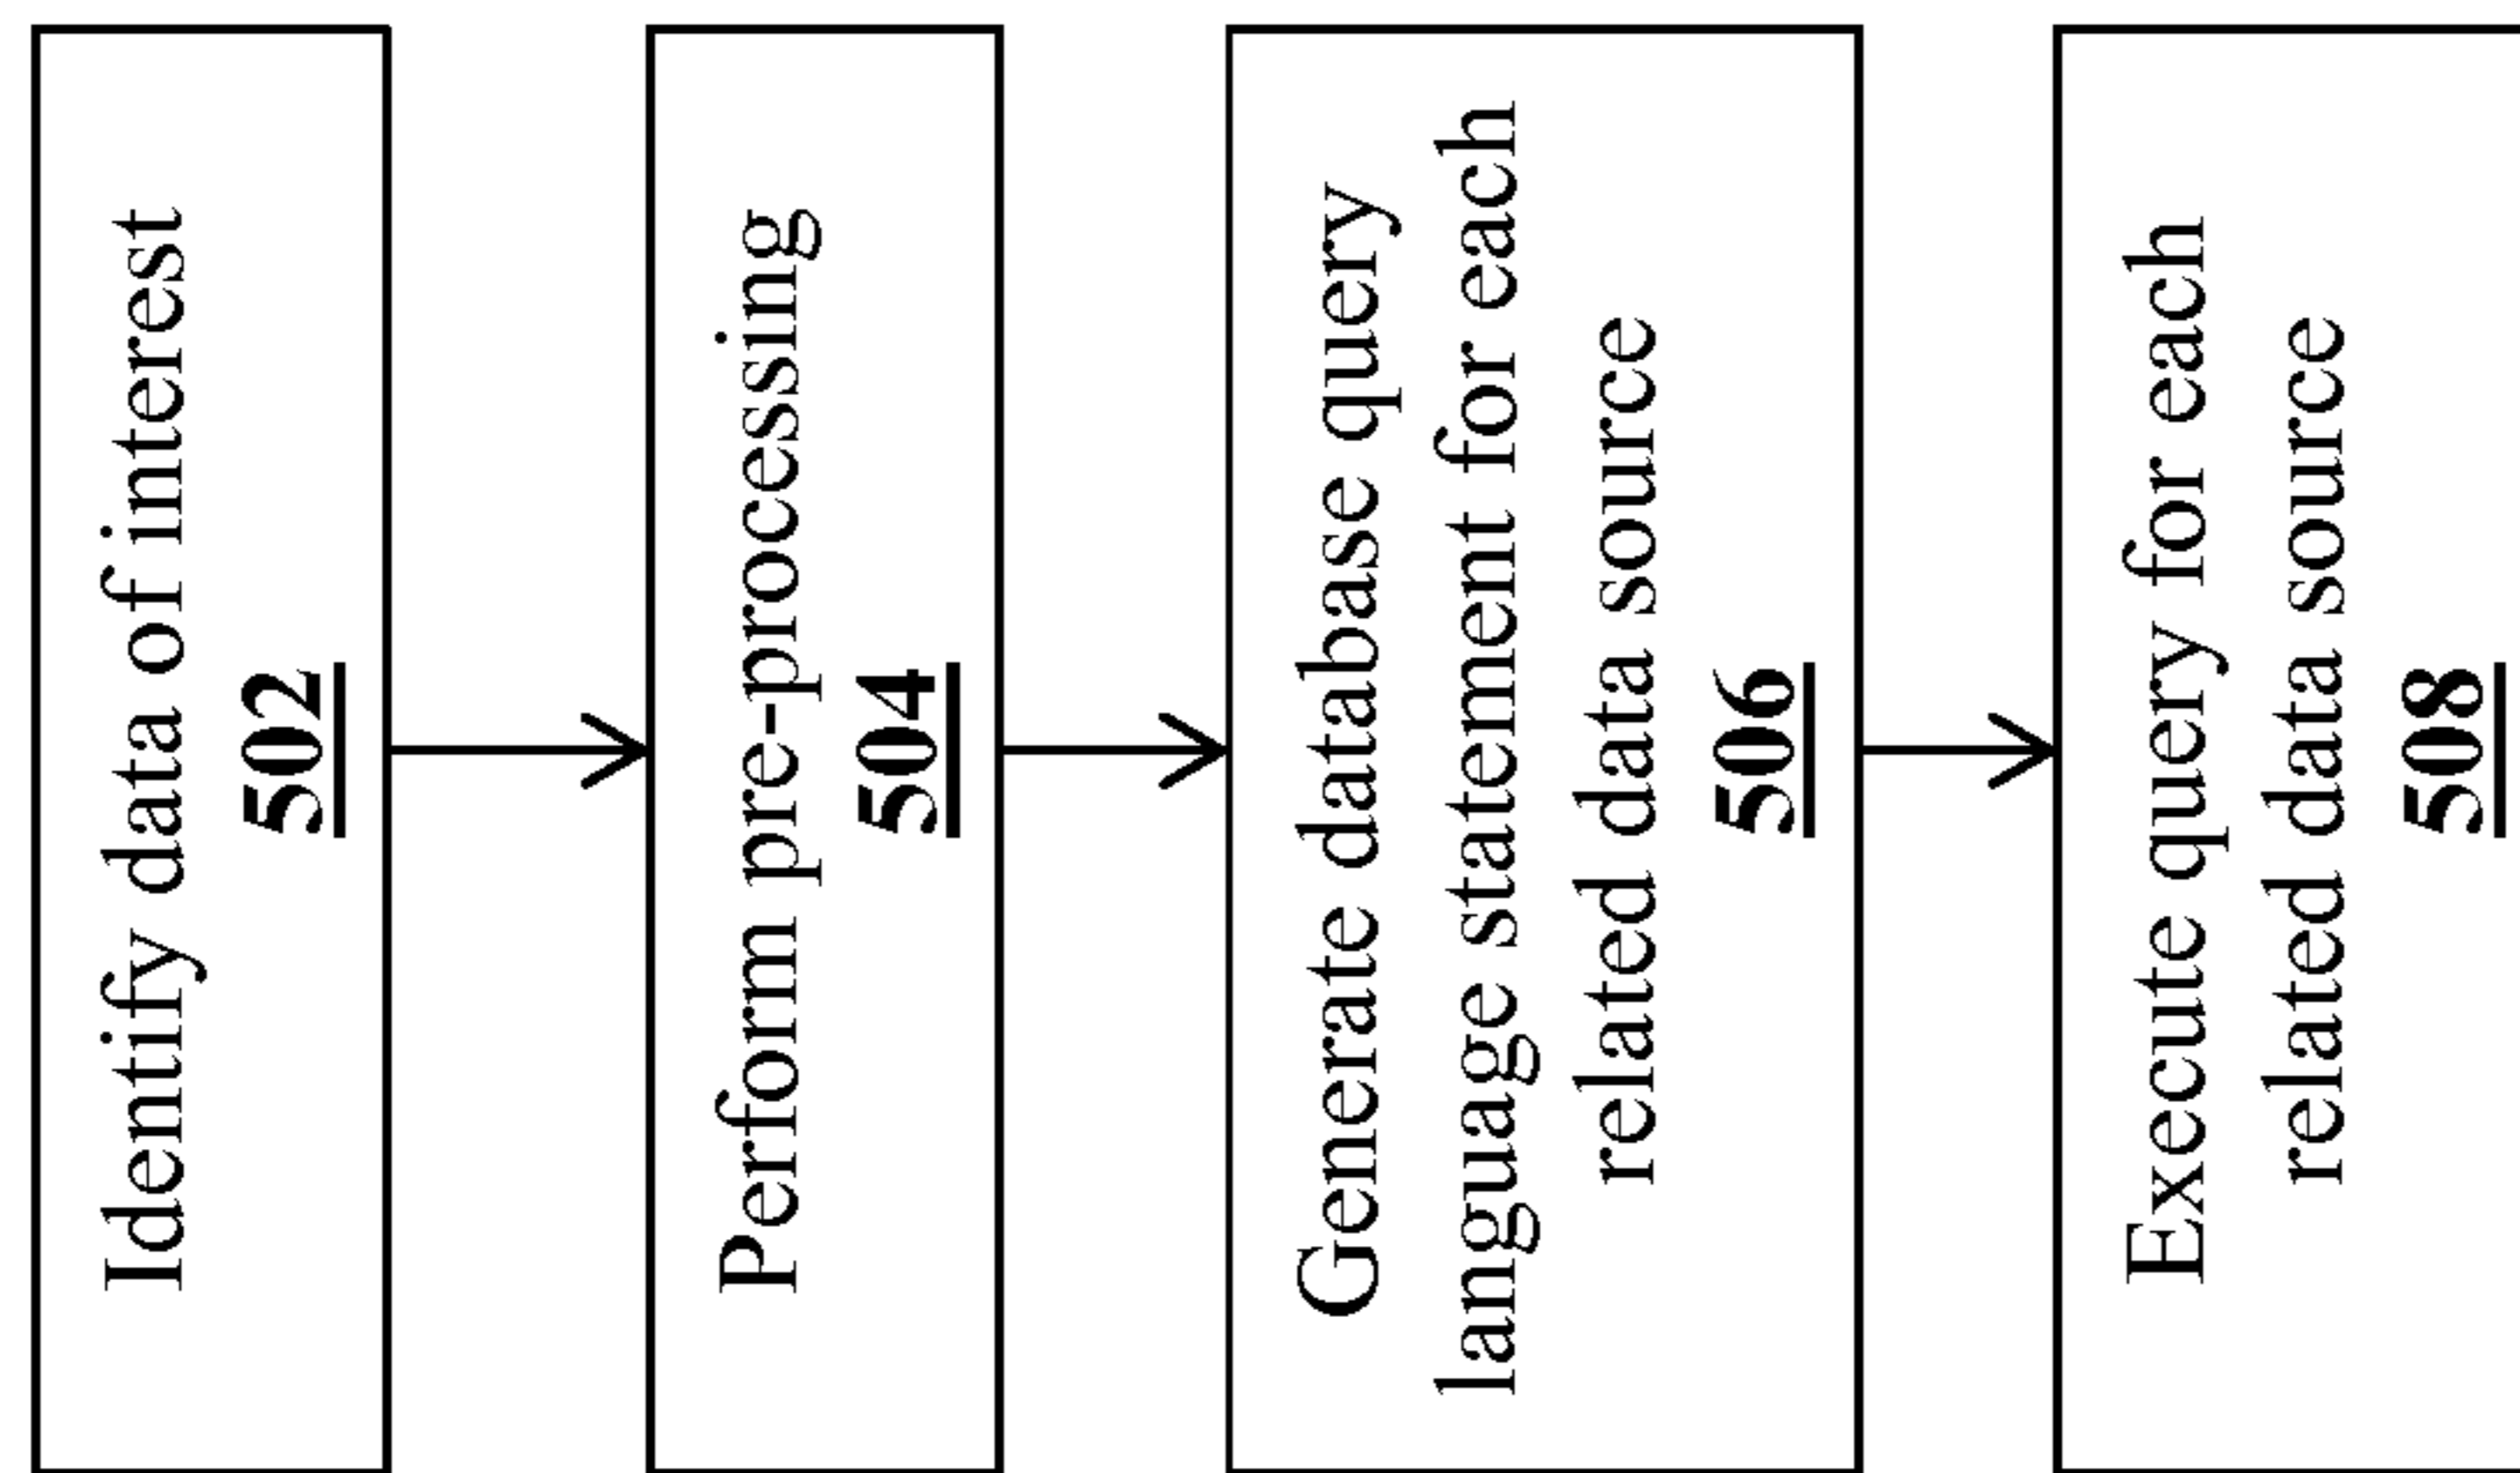 Identify data of interest
502
Perform pre-processing
504
Generate database query
language statement for each
related data source
506
Execute query for each
related data source
508